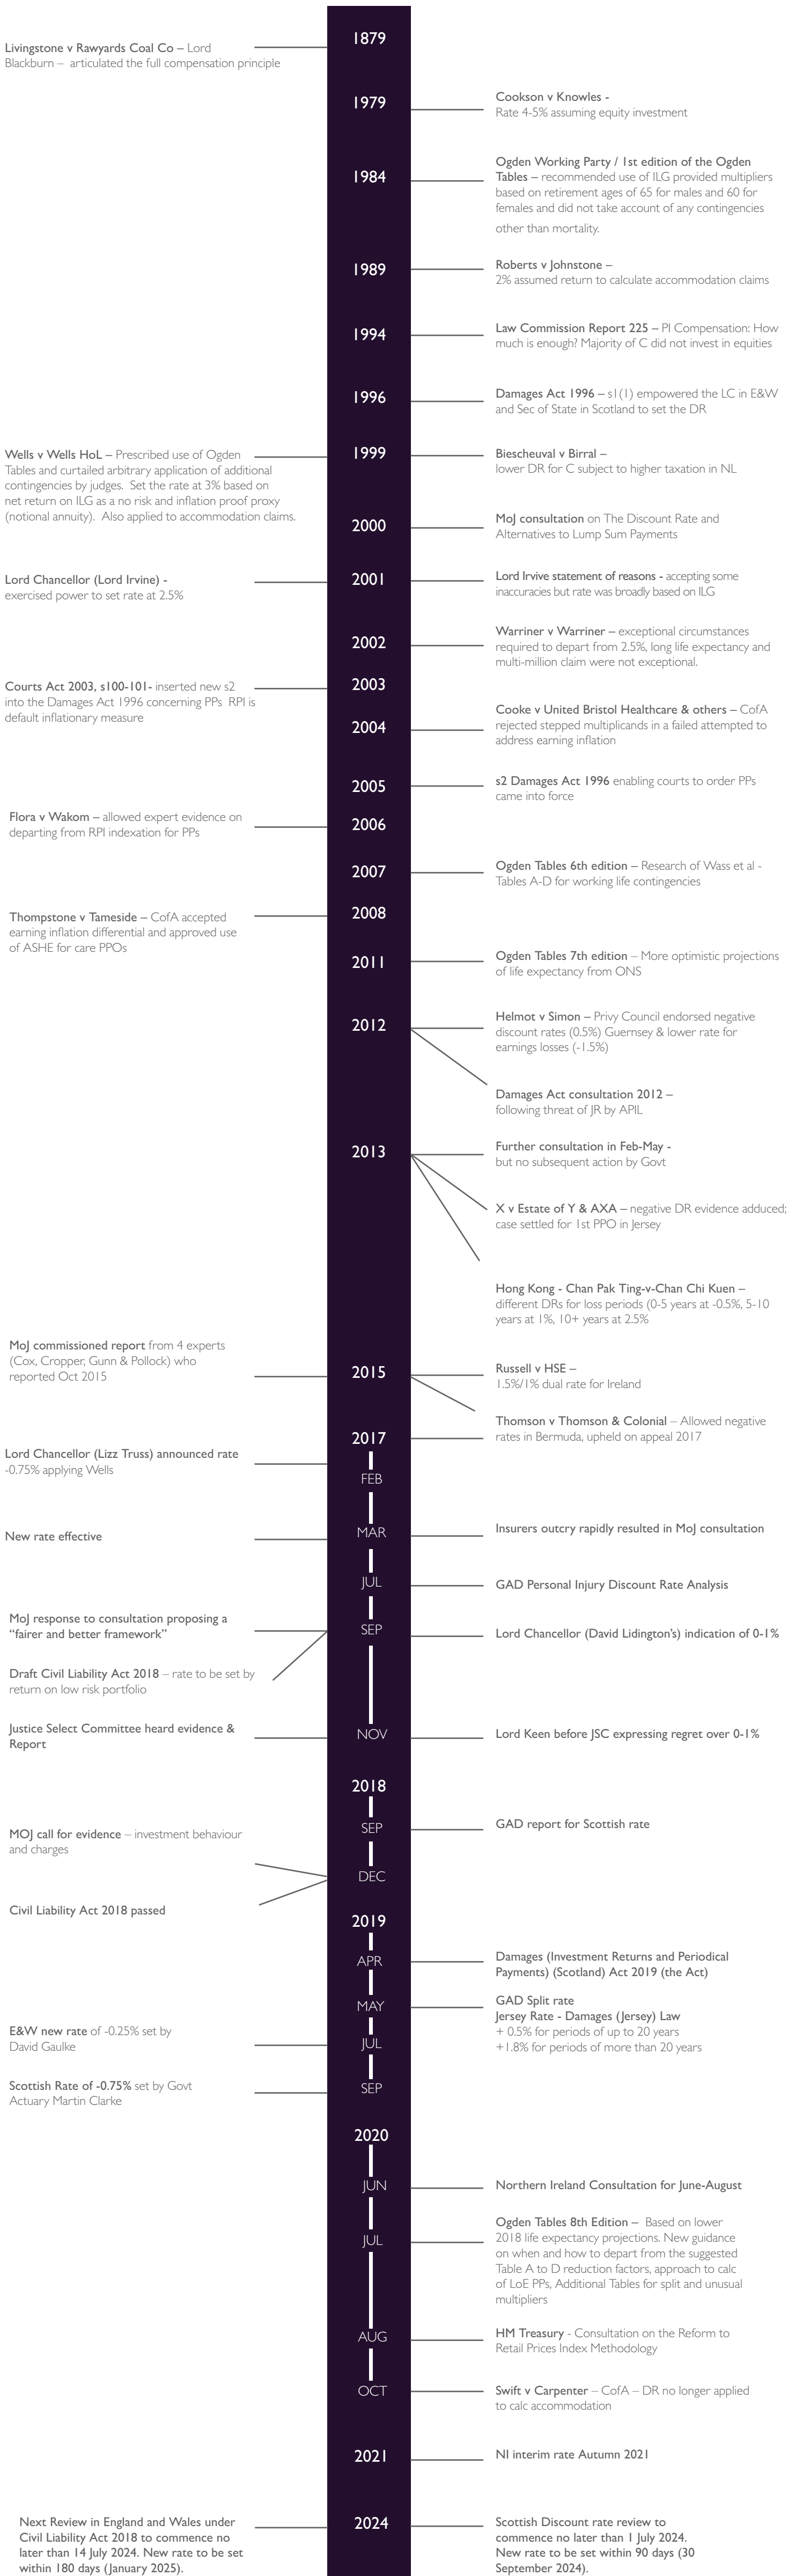 1879
Livingstone v Rawyards Coal Co – Lord
Blackburn – articulated the full compensation principle
1979
Cookson v Knowles -
Rate 4-5% assuming equity investment
1984
Ogden Working Party / 1st edition of the Ogden
Tables – recommended use of ILG provided multipliers
based on retirement ages of 65 for males and 60 for
females and did not take account of any contingencies
other than mortality.
1989
Roberts v Johnstone –
2% assumed return to calculate accommodation claims
1994
Law Commission Report 225 – PI Compensation: How
much is enough? Majority of C did not invest in equities
1996
Damages Act 1996 – s1(1) empowered the LC in E&W
and Sec of State in Scotland to set the DR
1999
Wells v Wells HoL – Prescribed use of Ogden
Tables and curtailed arbitrary application of additional
contingencies by judges. Set the rate at 3% based on
net return on ILG as a no risk and inflation proof proxy
(notional annuity). Also applied to accommodation claims.
Biescheuval v Birral –
lower DR for C subject to higher taxation in NL
2000
MoJ consultation on The Discount Rate and
Alternatives to Lump Sum Payments
2001
Lord Chancellor (Lord Irvine) -
exercised power to set rate at 2.5%
Lord Irvive statement of reasons - accepting some
inaccuracies but rate was broadly based on ILG
2002
Warriner v Warriner – exceptional circumstances
required to depart from 2.5%, long life expectancy and
multi-million claim were not exceptional.
2003
Courts Act 2003, s100-101- inserted new s2
into the Damages Act 1996 concerning PPs RPI is
default inflationary measure
2004
Cooke v United Bristol Healthcare & others – CofA
rejected stepped multiplicands in a failed attempted to
address earning inflation
2005
s2 Damages Act 1996 enabling courts to order PPs
came into force
2006
Flora v Wakom – allowed expert evidence on
departing from RPI indexation for PPs
2007
Ogden Tables 6th edition – Research of Wass et al -
Tables A-D for working life contingencies
2008
Thompstone v Tameside – CofA accepted
earning inflation differential and approved use
of ASHE for care PPOs
2011
Ogden Tables 7th edition – More optimistic projections
of life expectancy from ONS
2012
Helmot v Simon – Privy Council endorsed negative
discount rates (0.5%) Guernsey & lower rate for
earnings losses (-1.5%)
Damages Act consultation 2012 –
following threat of JR by APIL
2013
Further consultation in Feb-May -
but no subsequent action by Govt
X v Estate of Y & AXA – negative DR evidence adduced;
case settled for 1st PPO in Jersey
Hong Kong - Chan Pak Ting-v-Chan Chi Kuen –
different DRs for loss periods (0-5 years at -0.5%, 5-10
years at 1%, 10+ years at 2.5%
2015
MoJ commissioned report from 4 experts
(Cox, Cropper, Gunn & Pollock) who
reported Oct 2015
Russell v HSE –
1.5%/1% dual rate for Ireland
Thomson v Thomson & Colonial – Allowed negative
rates in Bermuda, upheld on appeal 2017
2017
FEB
Lord Chancellor (Lizz Truss) announced rate
-0.75% applying Wells
MAR
New rate effective
Insurers outcry rapidly resulted in MoJ consultation
JUL
GAD Personal Injury Discount Rate Analysis
SEP
MoJ response to consultation proposing a
“fairer and better framework”
Draft Civil Liability Act 2018 – rate to be set by
return on low risk portfolio
Lord Chancellor (David Lidington’s) indication of 0-1%
NOV
Justice Select Committee heard evidence &
Report
Lord Keen before JSC expressing regret over 0-1%
2018
SEP
GAD report for Scottish rate
DEC
MOJ call for evidence – investment behaviour
and charges
Civil Liability Act 2018 passed
2019
APR
Damages (Investment Returns and Periodical
Payments) (Scotland) Act 2019 (the Act)
MAY
GAD Split rate
Jersey Rate - Damages (Jersey) Law
+ 0.5% for periods of up to 20 years
+1.8% for periods of more than 20 years
JUL
E&W new rate of -0.25% set by
David Gaulke
SEP
Scottish Rate of -0.75% set by Govt
Actuary Martin Clarke
2020
JUN
Northern Ireland Consultation for June-August
JUL
Ogden Tables 8th Edition – Based on lower
2018 life expectancy projections. New guidance
on when and how to depart from the suggested
Table A to D reduction factors, approach to calc
of LoE PPs, Additional Tables for split and unusual
multipliers
AUG
HM Treasury - Consultation on the Reform to
Retail Prices Index Methodology
OCT
Swift v Carpenter – CofA – DR no longer applied
to calc accommodation
2021
NI interim rate Autumn 2021
2024
Next Review in England and Wales under
Civil Liability Act 2018 to commence no
later than 14 July 2024. New rate to be set
within 180 days (January 2025).
Scottish Discount rate review to
commence no later than 1 July 2024.
New rate to be set within 90 days (30
September 2024).